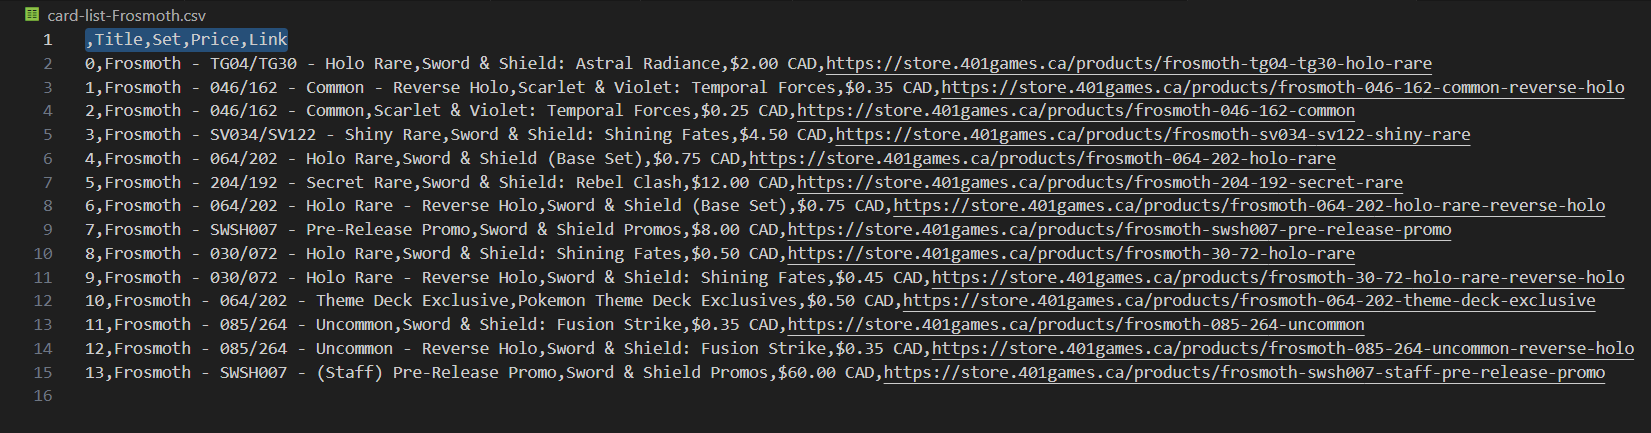 card-list-Frosmoth.csv
1 ,Title,Set,Price,Link
2 0,Frosmoth - TG04/TG30 - Holo Rare,Sword & Shield: Astral Radiance,$2.00 CAD,https://store.401games.ca/products/frosmoth-tg04-tg30-holo-rare
3 1,Frosmoth - 046/162 - Common - Reverse Holo,Scarlet & Violet: Temporal Forces,$0.35 CAD,https://store.401games.ca/products/frosmoth-046-162-common-reverse-holo
4 2,Frosmoth - 046/162 - Common,Scarlet & Violet: Temporal Forces,$0.25 CAD,https://store.401games.ca/products/frosmoth-046-162-common
5 3,Frosmoth - SV034/SV122 - Shiny Rare,Sword & Shield: Shining Fates,$4.50 CAD,https://store.401games.ca/products/frosmoth-sv034-sv122-shiny-rare
6 4,Frosmoth - 064/202 - Holo Rare,Sword & Shield (Base Set),$0.75 CAD,https://store.401games.ca/products/frosmoth-064-202-holo-rare
7 5,Frosmoth - 204/192 - Secret Rare,Sword & Shield: Rebel Clash,$12.00 CAD,https://store.401games.ca/products/frosmoth-204-192-secret-rare
8 6,Frosmoth - 064/202 - Holo Rare - Reverse Holo,Sword & Shield (Base Set),$0.75 CAD,https://store.401games.ca/products/frosmoth-064-202-holo-rare-reverse-holo
9 7,Frosmoth - SWSH007 - Pre-Release Promo,Sword & Shield Promos,$8.00 CAD,https://store.401games.ca/products/frosmoth-swsh007-pre-release-promo
10 8,Frosmoth - 030/072 - Holo Rare,Sword & Shield: Shining Fates,$0.50 CAD,https://store.401games.ca/products/frosmoth-30-72-holo-rare
11 9,Frosmoth - 030/072 - Holo Rare - Reverse Holo,Sword & Shield: Shining Fates,$0.45 CAD,https://store.401games.ca/products/frosmoth-30-72-holo-rare-reverse-holo
12 10,Frosmoth - 064/202 - Theme Deck Exclusive,Pokemon Theme Deck Exclusives,$0.50 CAD,https://store.401games.ca/products/frosmoth-064-202-theme-deck-exclusive
13 11,Frosmoth - 085/264 - Uncommon,Sword & Shield: Fusion Strike,$0.35 CAD,https://store.401games.ca/products/frosmoth-085-264-uncommon
14 12,Frosmoth - 085/264 - Uncommon - Reverse Holo,Sword & Shield: Fusion Strike,$0.35 CAD,https://store.401games.ca/products/frosmoth-085-264-uncommon-reverse-holo
15 13,Frosmoth - SWSH007 - (Staff) Pre-Release Promo,Sword & Shield Promos,$60.00 CAD,https://store.401games.ca/products/frosmoth-swsh007-staff-pre-release-promo
16